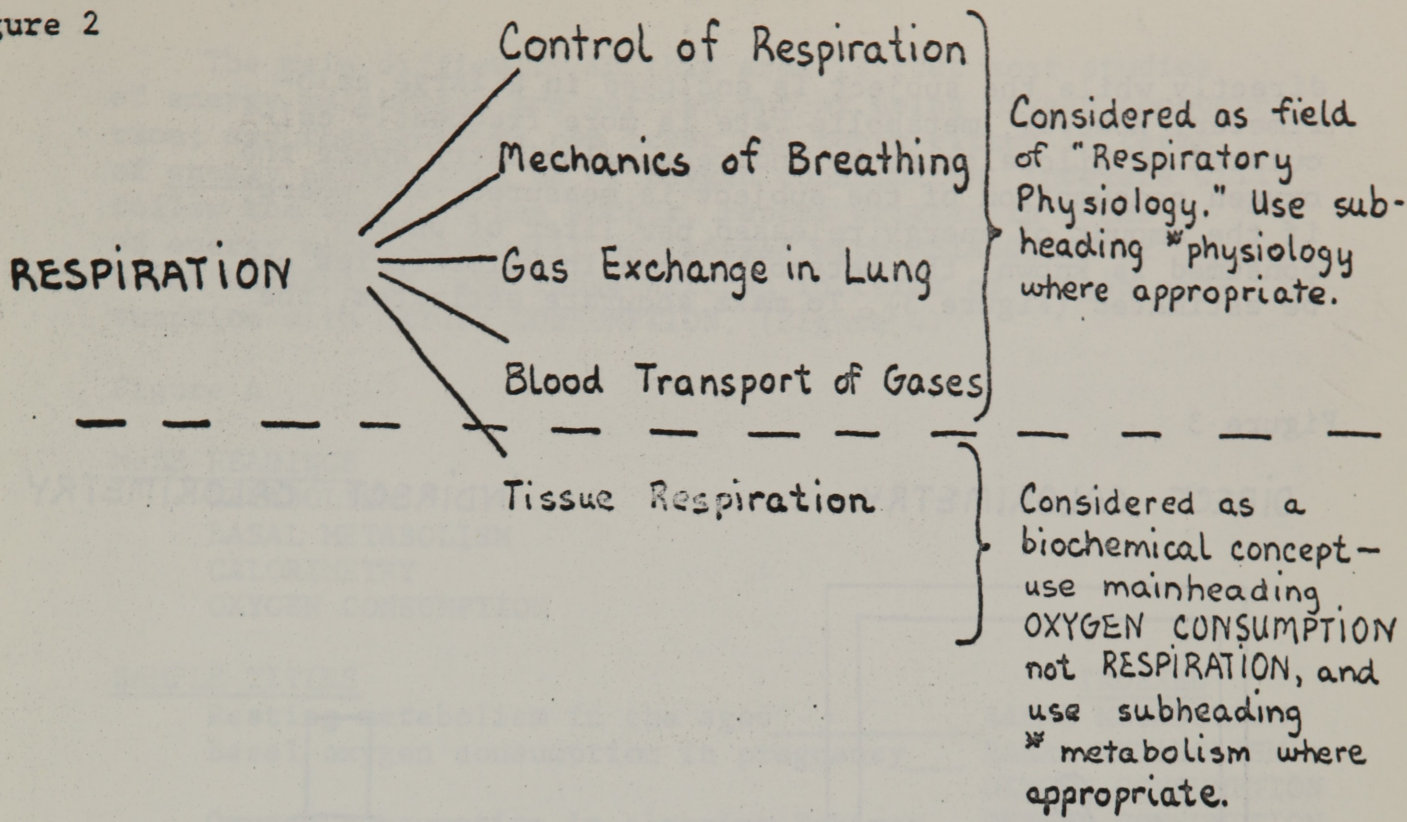 gure 2
Control of Respiration
Mechanics of Breathing
RESPIRATION
Gas Exchange in Lung
Blood Transport of Gases
Considered as field
of "Respiratory
Physiology." Use sub-
heading *physiology
where appropriate.
Tissue Respiration
Considered as a
biochemical concept—
use mainheading
OXYGEN CONSUMPTION
not RESPIRATION, and
use subheading
* metabolism where
appropriate.